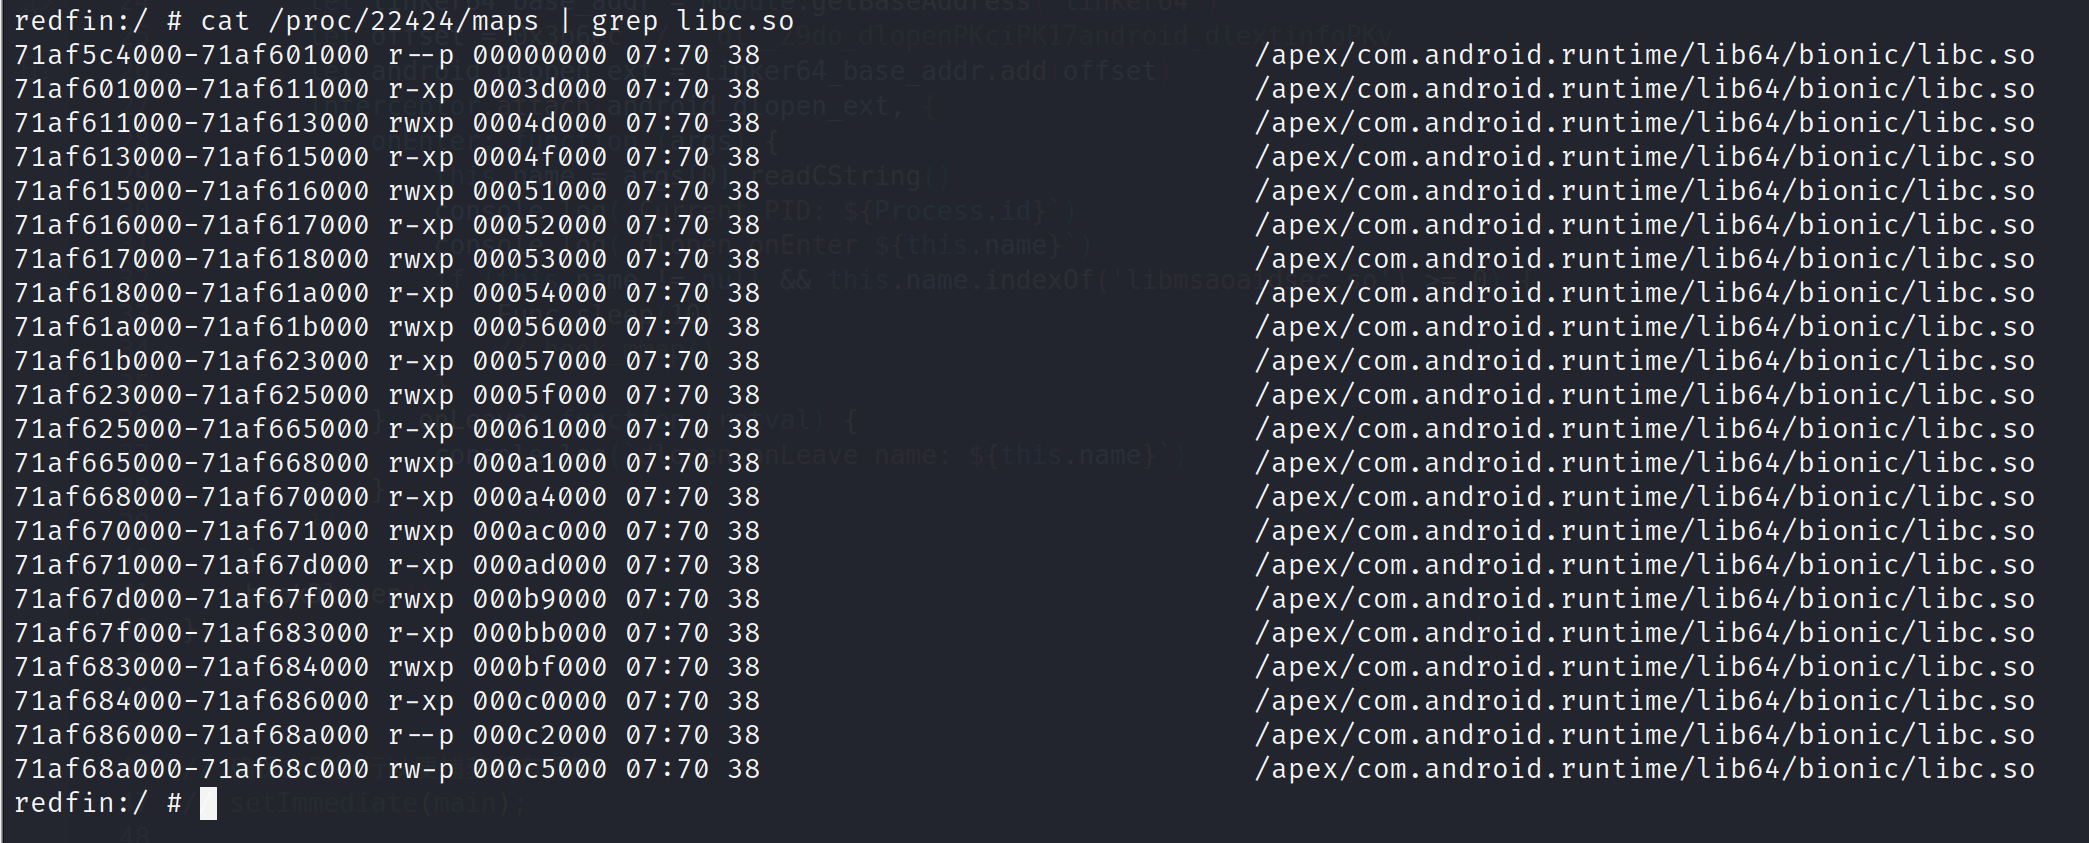 redfin:/ # cat /proc/22424/maps | grep libc.so
71af5c4000-71af601000 r--p 00000000 07:70 38 /apex/com.android.runtime/lib64/bionic/libc.so
71af601000-71af611000 r-xp 0003d000 07:70 38 /apex/com.android.runtime/lib64/bionic/libc.so
71af611000-71af613000 rwxp 0004d000 07:70 38 /apex/com.android.runtime/lib64/bionic/libc.so
71af613000-71af615000 r-xp 0004f000 07:70 38 /apex/com.android.runtime/lib64/bionic/libc.so
71af615000-71af616000 rwxp 00051000 07:70 38 /apex/com.android.runtime/lib64/bionic/libc.so
71af616000-71af617000 r-xp 00052000 07:70 38 /apex/com.android.runtime/lib64/bionic/libc.so
71af617000-71af618000 rwxp 00053000 07:70 38 /apex/com.android.runtime/lib64/bionic/libc.so
71af618000-71af61a000 r-xp 00054000 07:70 38 /apex/com.android.runtime/lib64/bionic/libc.so
71af61a000-71af61b000 rwxp 00056000 07:70 38 /apex/com.android.runtime/lib64/bionic/libc.so
71af61b000-71af623000 r-xp 00057000 07:70 38 /apex/com.android.runtime/lib64/bionic/libc.so
71af623000-71af625000 rwxp 0005f000 07:70 38 /apex/com.android.runtime/lib64/bionic/libc.so
71af625000-71af665000 r-xp 00061000 07:70 38 /apex/com.android.runtime/lib64/bionic/libc.so
71af665000-71af668000 rwxp 000a1000 07:70 38 /apex/com.android.runtime/lib64/bionic/libc.so
71af668000-71af670000 r-xp 000a4000 07:70 38 /apex/com.android.runtime/lib64/bionic/libc.so
71af670000-71af671000 rwxp 000ac000 07:70 38 /apex/com.android.runtime/lib64/bionic/libc.so
71af671000-71af67d000 r-xp 000ad000 07:70 38 /apex/com.android.runtime/lib64/bionic/libc.so
71af67d000-71af67f000 rwxp 000b9000 07:70 38 /apex/com.android.runtime/lib64/bionic/libc.so
71af67f000-71af683000 r-xp 000bb000 07:70 38 /apex/com.android.runtime/lib64/bionic/libc.so
71af683000-71af684000 rwxp 000bf000 07:70 38 /apex/com.android.runtime/lib64/bionic/libc.so
71af684000-71af686000 r-xp 000c0000 07:70 38 /apex/com.android.runtime/lib64/bionic/libc.so
71af686000-71af68a000 r--p 000c2000 07:70 38 /apex/com.android.runtime/lib64/bionic/libc.so
71af68a000-71af68c000 rw-p 000c5000 07:70 38 /apex/com.android.runtime/lib64/bionic/libc.so
redfin:/ #